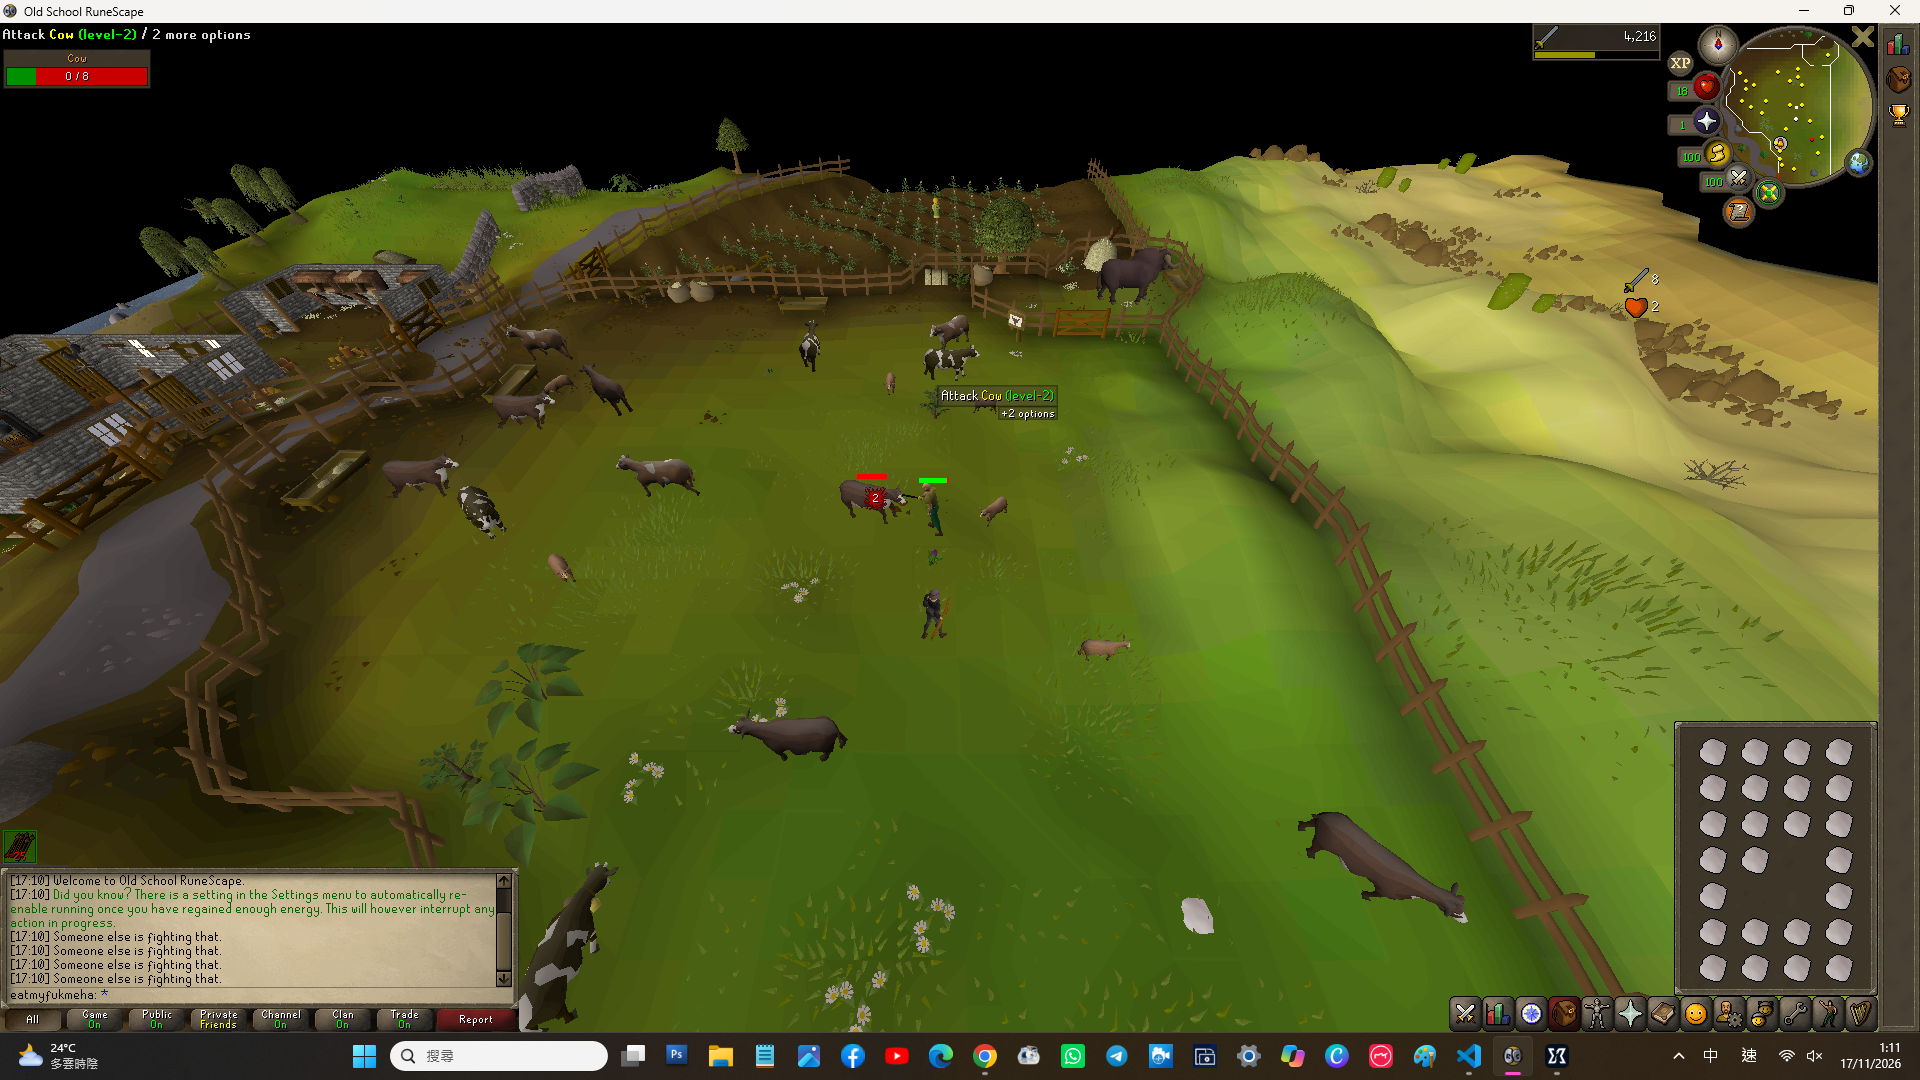 Old School RuneScape
Attack Cow (level-2) / 2 more options
Cow
0 / 8
4,216
N
XP
18
1
100
100
8
2
Attack Cow (level-2)
+2 options
2
[17:10] Welcome to Old School RuneScape.
[17:10] Did you know? There is a setting in the Settings menu to automatically re-
enable running once you have regained enough energy. This will however interrupt any
action in progress.
[17:10] Someone else is fighting that.
[17:10] Someone else is fighting that.
[17:10] Someone else is fighting that.
[17:10] Someone else is fighting that.
eatmyfukmeha: *
All
Game
On
Public
On
Private
Friends
Channel
On
Clan
On
Trade
On
Report
24°C
多雲時陰
搜尋
Ps
中
速
1:11
17/11/2026